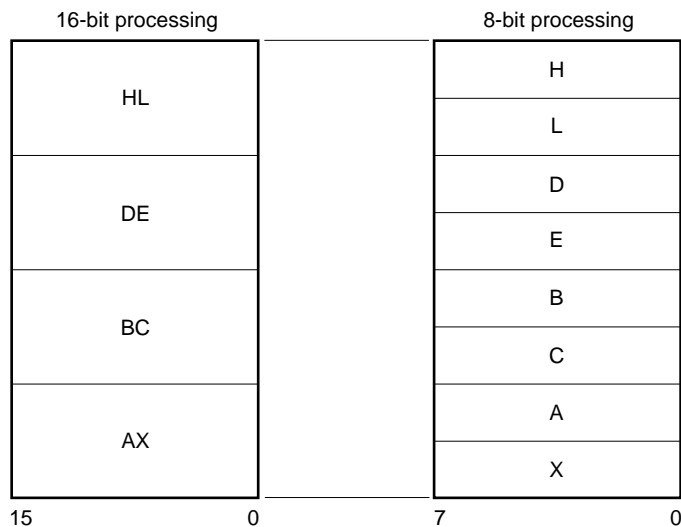 16-bit processing
8-bit processing
HL
H
L
DE
D
E
BC
B
C
AX
A
X
15 0 7 0